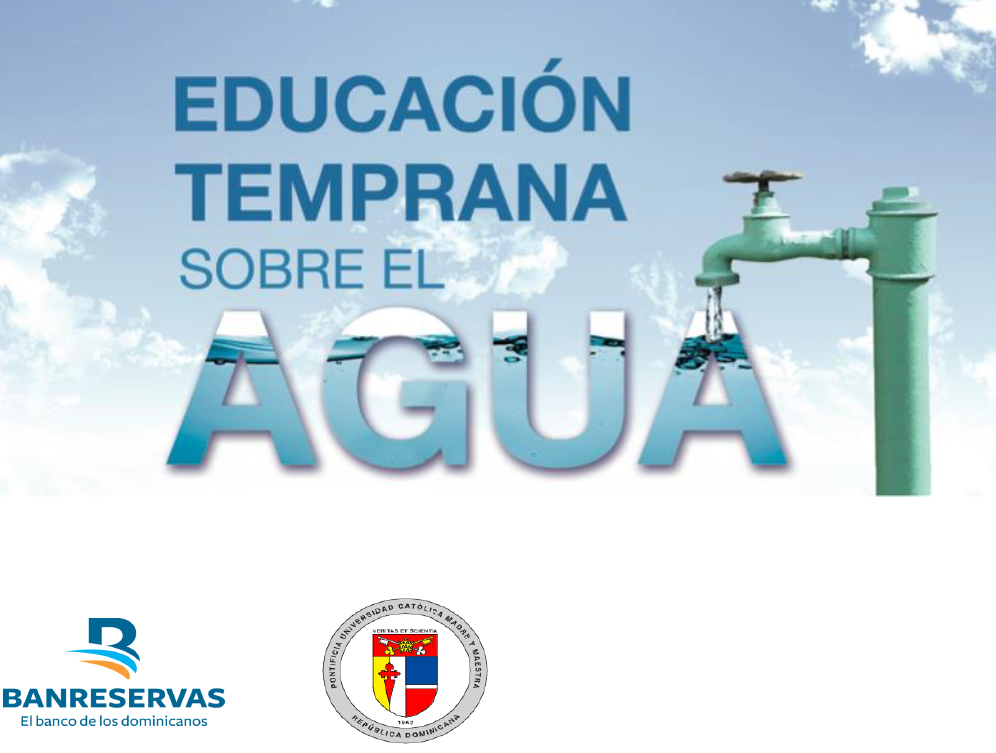 EDUCACIÓN
TEMPRANA
SOBRE EL
AGUA
BANRESERVAS
El banco de los dominicanos
PONTIFICIA UNIVERSIDAD CATÓLICA MADRE Y MAESTRA
VERITAS ET SCIENTIA
1962
REPÚBLICA DOMINICANA